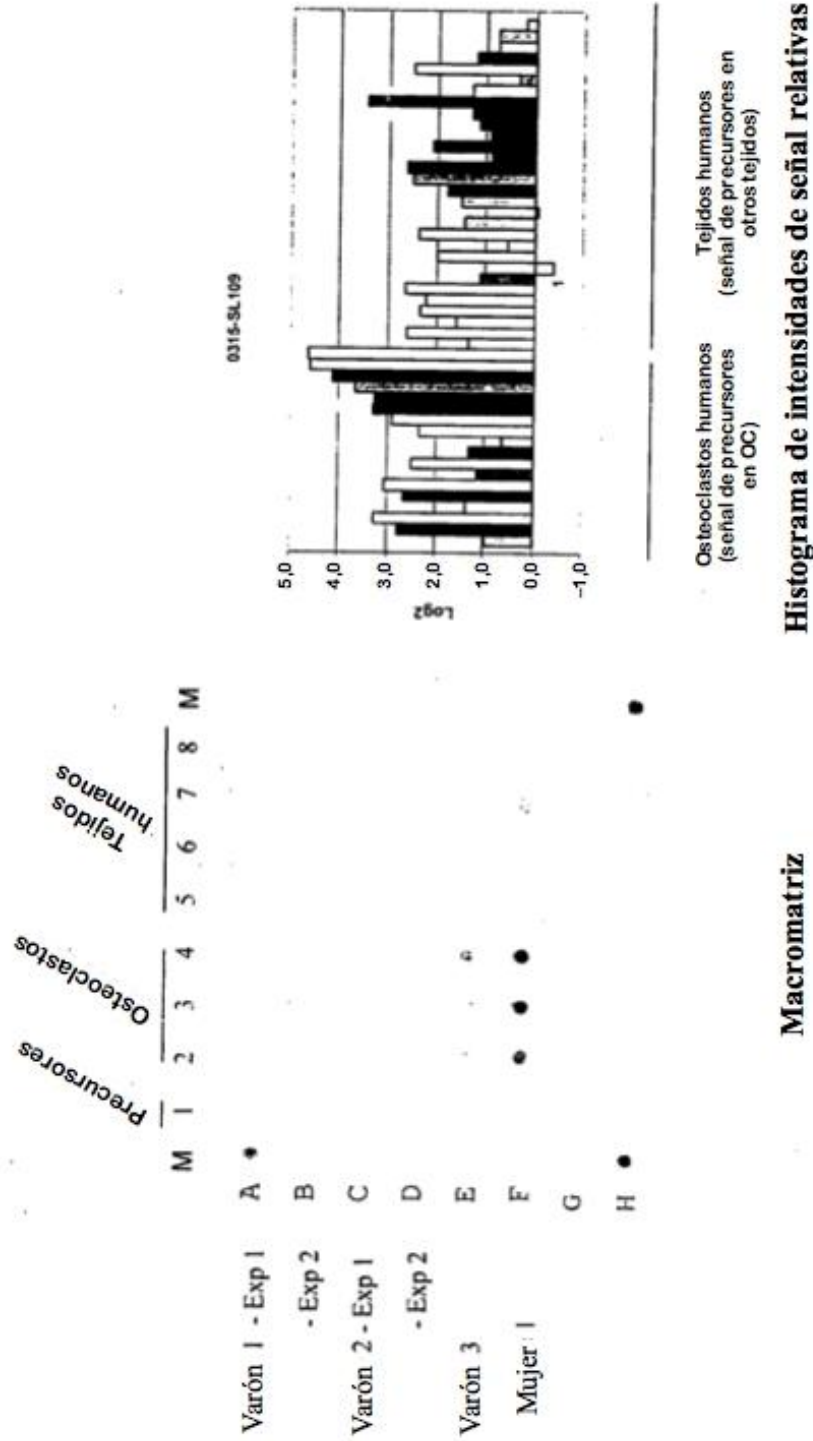 Precursores
Osteoclastos
Tejidos
humanos
M 1 2 3 4 5 6 7 8 M
Varón 1 - Exp 1 A
- Exp 2 B
Varón 2 - Exp 1 C
- Exp 2 D
Varón 3 E
Mujer 1 F
G
H
Macromatriz
0315-SL109
Log2
5,0
4,0
3,0
2,0
1,0
0,0
-1,0
1
Osteoclastos humanos
(señal de precursores
en OC)
Tejidos humanos
(señal de precursores en
otros tejidos)
Histograma de intensidades de señal relativas